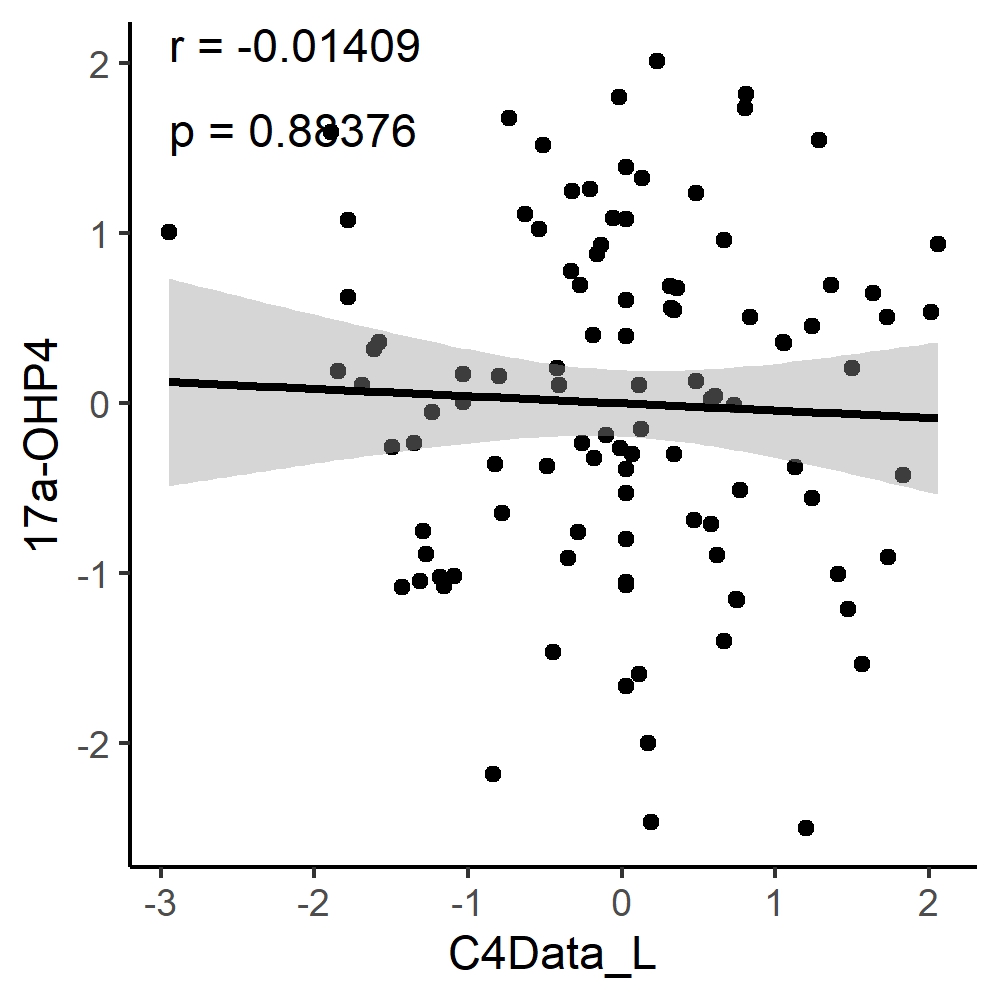 r = -0.01409
p = 0.88376
2
1
0
-1
-2
17a-OHP4
-3 -2 -1 0 1 2
C4Data_L